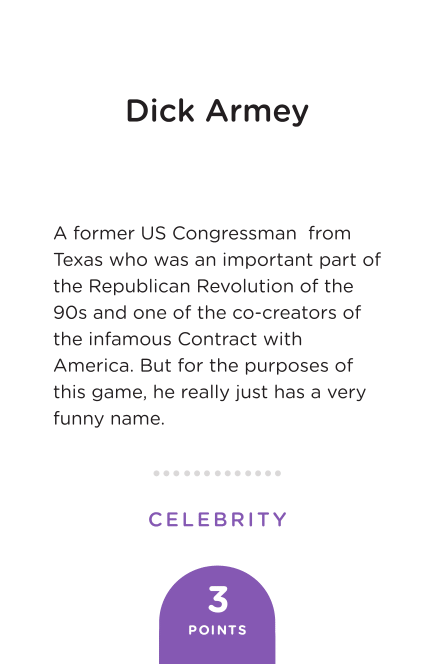 Dick Armey
A former US Congressman  from
Texas who was an important part of
the Republican Revolution of the
90s and one of the co-creators of
the infamous Contract with
America. But for the purposes of
this game, he really just has a very
funny name.
CELEBRITY
3
POINTS